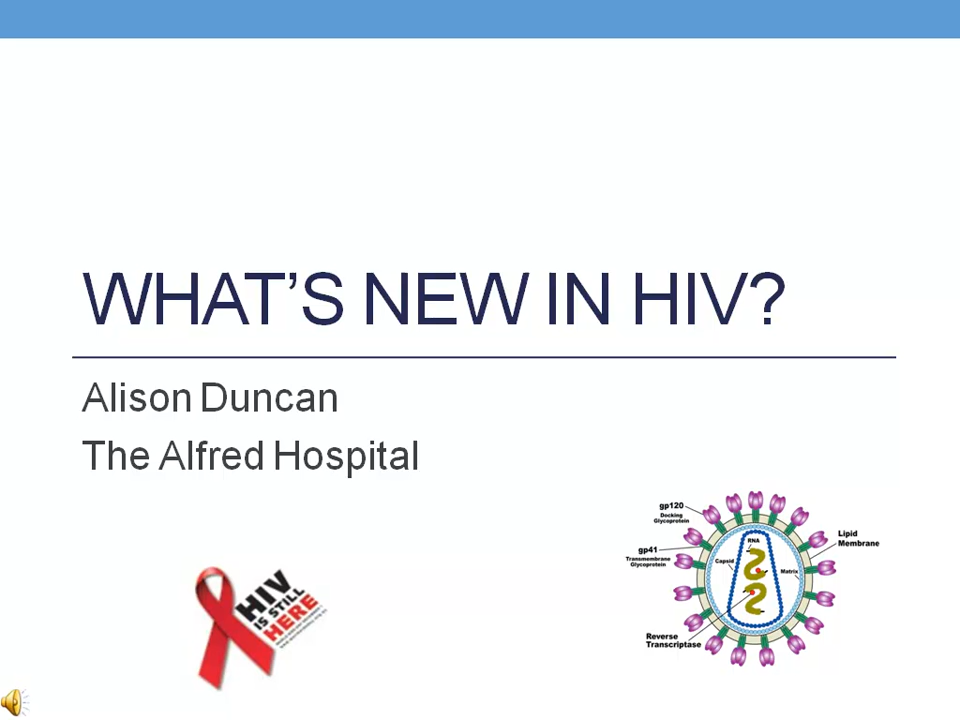 WHAT'S NEW IN HIV?
Alison Duncan
The Alfred Hospital
HIV
IS STILL
HERE
gp120
Docking
Glycoprotein
gp41
Transmembrane
Glycoprotein
RNA
Capsid
Matrix
Lipid
Membrane
Reverse
Transcriptase